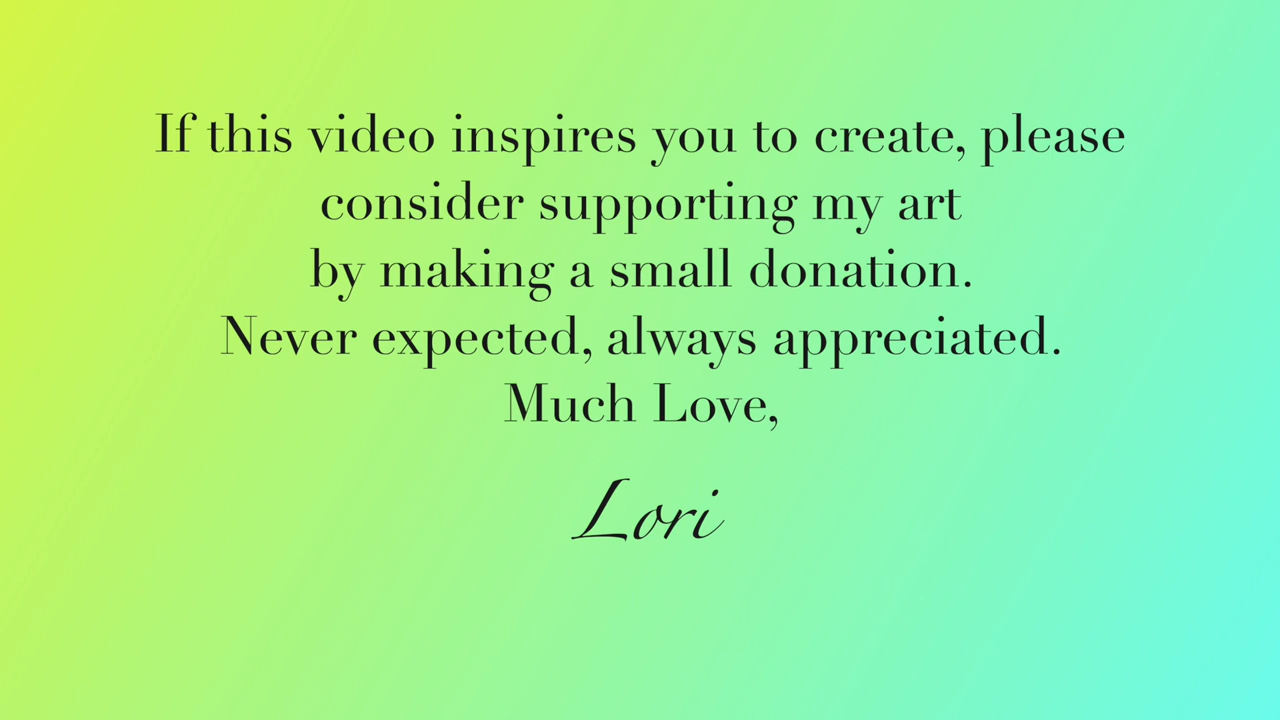 If this video inspires you to create, please
consider supporting my art
by making a small donation.
Never expected, always appreciated.
Much Love,
Lori